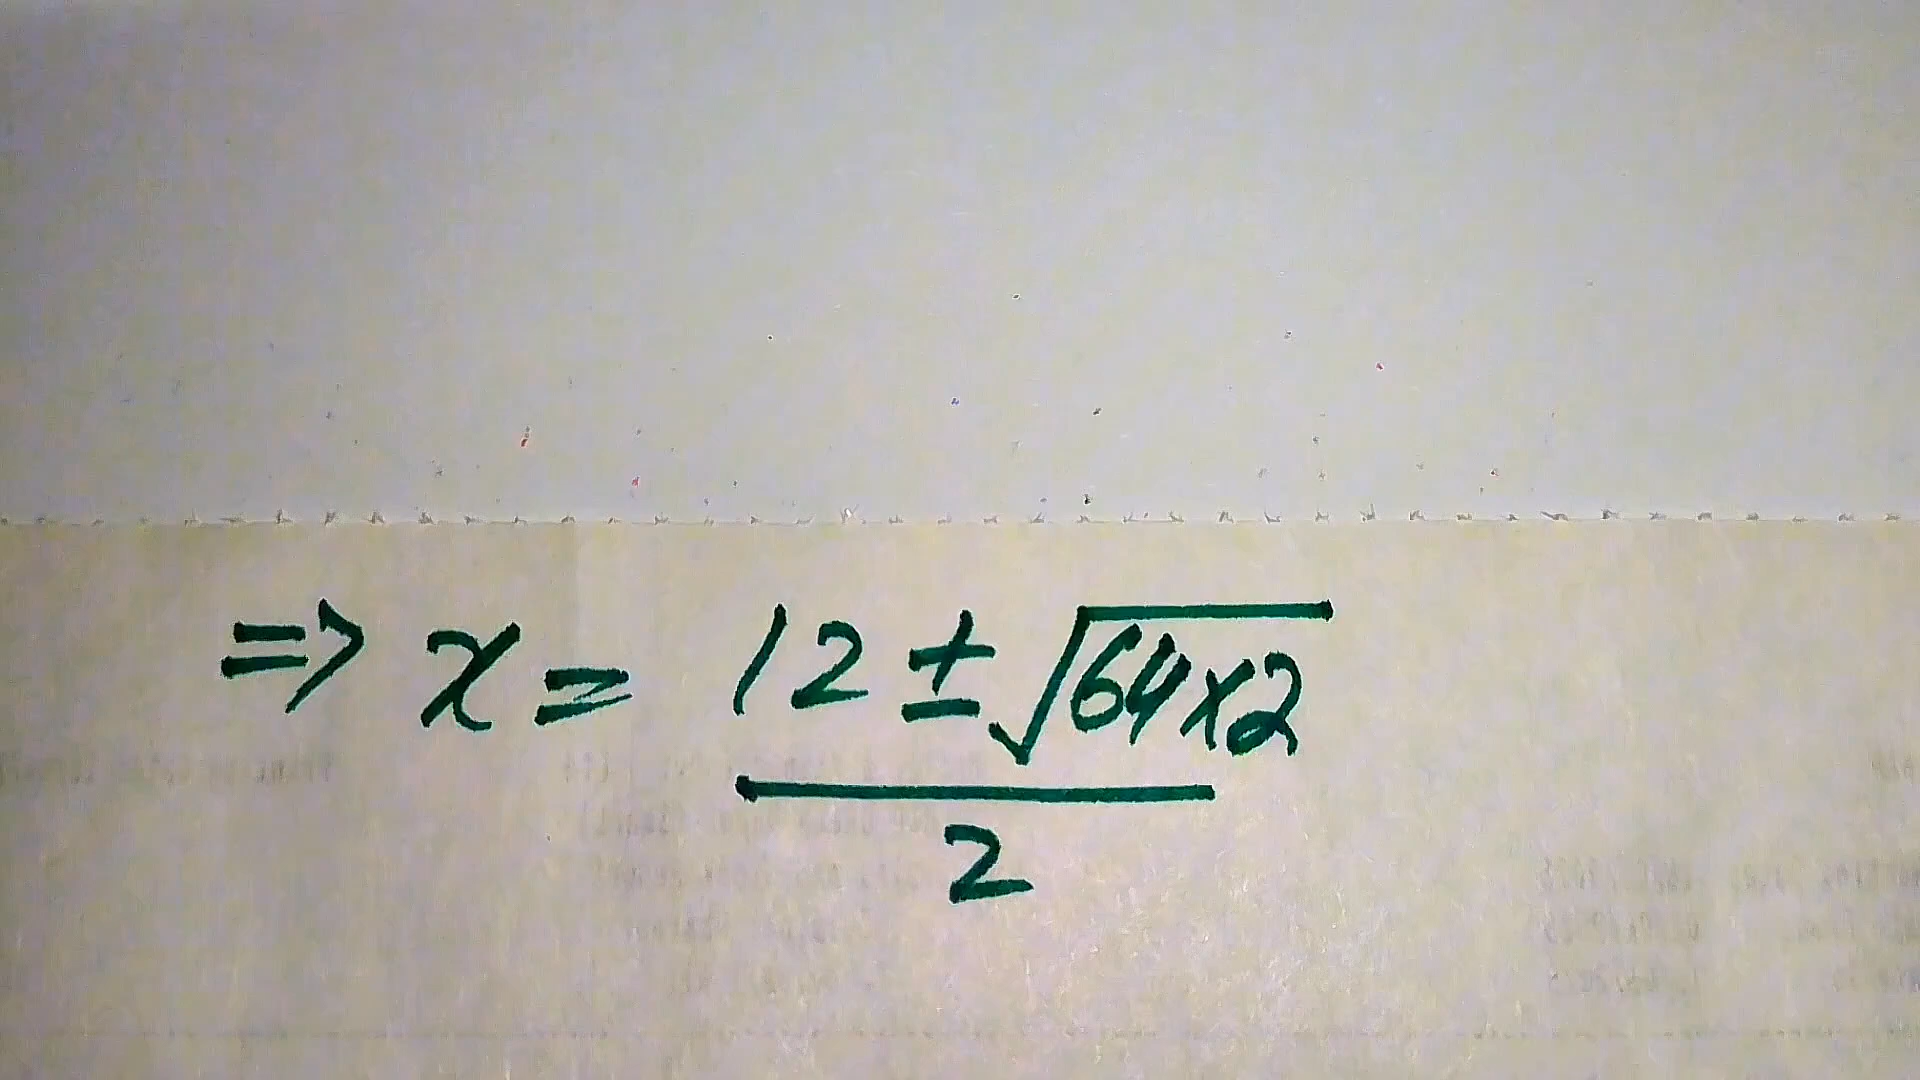 ⇒ x = (12 ± √(64x2)) / 2